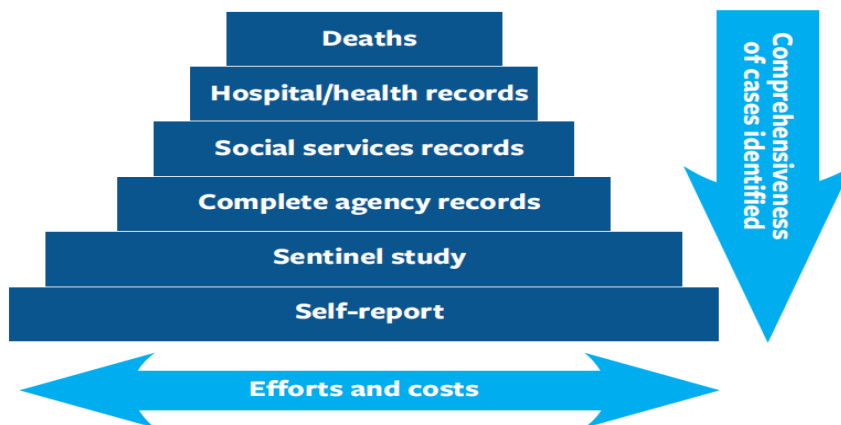 Deaths
Hospital/health records
Social services records
Complete agency records
Sentinel study
Self-report
Efforts and costs
Comprehensiveness
of cases identified